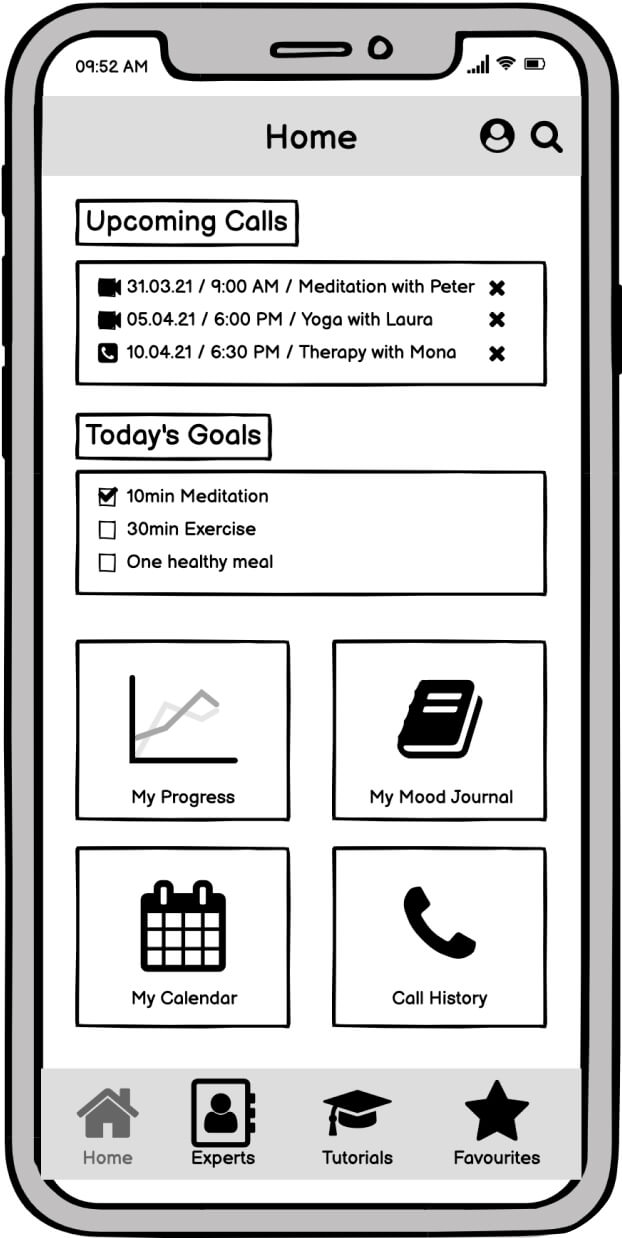 09:52 AM
Home
Upcoming Calls
31.03.21 / 9:00 AM / Meditation with Peter
05.04.21 / 6:00 PM / Yoga with Laura
10.04.21 / 6:30 PM / Therapy with Mona
Today's Goals
10min Meditation
30min Exercise
One healthy meal
My Progress
My Mood Journal
My Calendar
Call History
Home
Experts
Tutorials
Favourites